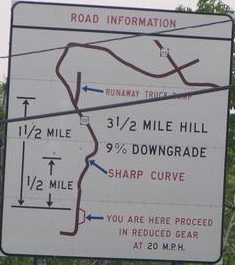 ROAD INFORMATION
RUNAWAY TRUCK RAMP
1 1/2 MILE
3 1/2 MILE HILL
9% DOWNGRADE
SHARP CURVE
1/2 MILE
YOU ARE HERE PROCEED
IN REDUCED GEAR
AT 20 M.P.H.